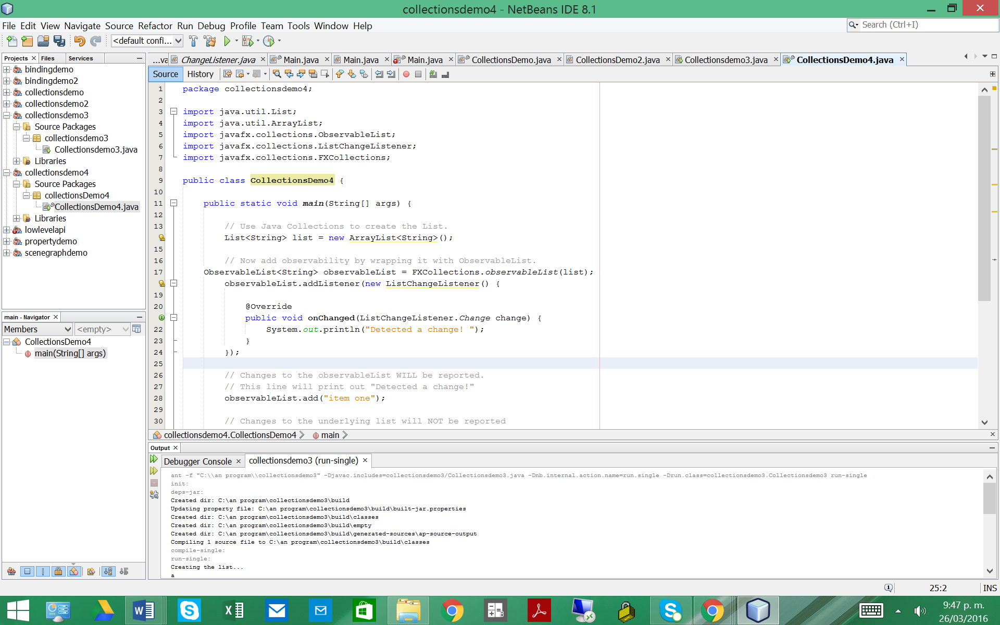 collectionsdemo4 - NetBeans IDE 8.1
File Edit View Navigate Source Refactor Run Debug Profile Team Tools Window Help
Search (Ctrl+I)
<default confi...
Projects Files Services
bindingdemo
bindingdemo2
collectionsdemo
collectionsdemo2
collectionsdemo3
Source Packages
collectionsdemo3
Collectionsdemo3.java
Libraries
collectionsdemo4
Source Packages
collectionsDemo4
CollectionsDemo4.java
Libraries
lowlevelapi
propertydemo
scenegraphdemo
main - Navigator
Members <empty>
CollectionsDemo4
main(String[] args)
...va ChangeListener.java Main.java Main.java Main.java CollectionsDemo.java CollectionsDemo2.java Collectionsdemo3.java CollectionsDemo4.java
Source History
1 package collectionsdemo4;
2
3 import java.util.List;
4 import java.util.ArrayList;
5 import javafx.collections.ObservableList;
6 import javafx.collections.ListChangeListener;
7 import javafx.collections.FXCollections;
8
9 public class CollectionsDemo4 {
10
11 public static void main(String[] args) {
12
13 // Use Java Collections to create the List.
List<String> list = new ArrayList<String>();
15
16 // Now add observability by wrapping it with ObservableList.
17 ObservableList<String> observableList = FXCollections.observableList(list);
observableList.addListener(new ListChangeListener() {
19
20 @Override
public void onChanged(ListChangeListener.Change change) {
22 System.out.println("Detected a change! ");
23 }
24 });
25
26 // Changes to the observableList WILL be reported.
27 // This line will print out "Detected a change!"
28 observableList.add("item one");
29
30 // Changes to the underlying list will NOT be reported
collectionsdemo4.CollectionsDemo4 main
Output
Debugger Console collectionsdemo3 (run-single)
ant -f "C:\\an program\\collectionsdemo3" -Djavac.includes=collectionsdemo3/Collectionsdemo3.java -Dnb.internal.action.name=run.single -Drun.class=collectionsdemo3.Collectionsdemo3 run-single
init:
deps-jar:
Created dir: C:\an program\collectionsdemo3\build
Updating property file: C:\an program\collectionsdemo3\build\built-jar.properties
Created dir: C:\an program\collectionsdemo3\build\classes
Created dir: C:\an program\collectionsdemo3\build\empty
Created dir: C:\an program\collectionsdemo3\build\generated-sources\ap-source-output
Compiling 1 source file to C:\an program\collectionsdemo3\build\classes
compile-single:
run-single:
Creating the list...
a
25:2 INS
9:47 p. m.
26/03/2016